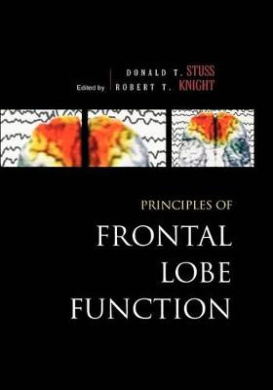 DONALD T. STUSS
Edited by ROBERT T. KNIGHT
PRINCIPLES OF
FRONTAL
LOBE
FUNCTION